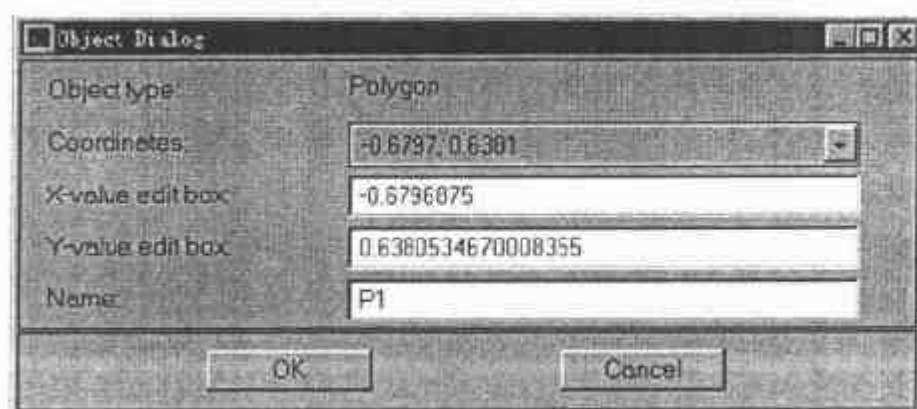 Object Dialog
Object type: Polygon
Coordinates: -0.6797, 0.6381
X-value edit box: -0.6796875
Y-value edit box: 0.6380534670008355
Name: P1
OK Cancel